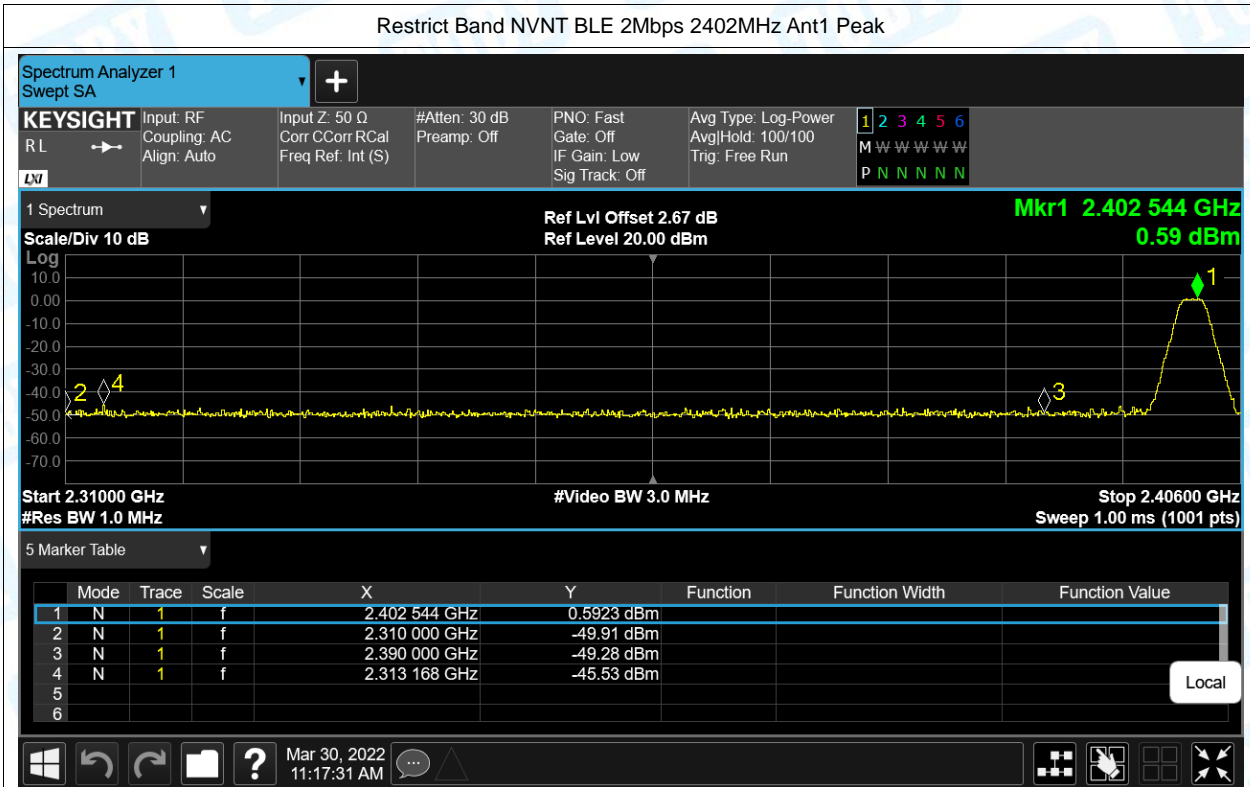 Restrict Band NVNT BLE 2Mbps 2402MHz Ant1 Peak
Spectrum Analyzer 1
Swept SA
+
KEYSIGHT
R L
LXI
Input: RF
Coupling: AC
Align: Auto
Input Z: 50 Ω
Corr CCorr RCal
Freq Ref: Int (S)
#Atten: 30 dB
Preamp: Off
PNO: Fast
Gate: Off
IF Gain: Low
Sig Track: Off
Avg Type: Log-Power
Avg|Hold: 100/100
Trig: Free Run
1 2 3 4 5 6
M W W W W W
P N N N N N
1 Spectrum
Scale/Div 10 dB
Ref Lvl Offset 2.67 dB
Ref Level 20.00 dBm
Mkr1 2.402 544 GHz
0.59 dBm
Log
10.0
0.00
-10.0
-20.0
-30.0
-40.0
-50.0
-60.0
-70.0
1
2
4
3
Start 2.31000 GHz
#Res BW 1.0 MHz
#Video BW 3.0 MHz
Stop 2.40600 GHz
Sweep 1.00 ms (1001 pts)
5 Marker Table
Mode Trace Scale X Y Function Function Width Function Value
1 N 1 f 2.402 544 GHz 0.5923 dBm
2 N 1 f 2.310 000 GHz -49.91 dBm
3 N 1 f 2.390 000 GHz -49.28 dBm
4 N 1 f 2.313 168 GHz -45.53 dBm
5
6
Local
?
Mar 30, 2022
11:17:31 AM